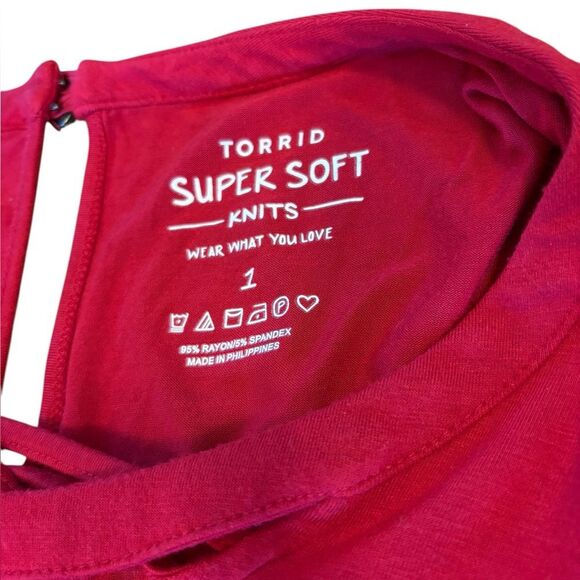 TORRID
SUPER SOFT
KNITS
WEAR WHAT YOU LOVE
1
P
95% RAYON/5% SPANDEX
MADE IN PHILIPPINES